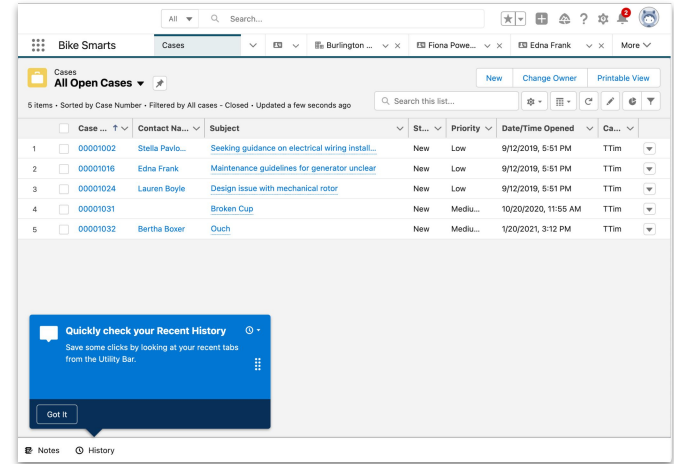 All Search... 2
Bike Smarts Cases Burlington ... Fiona Powe... Edna Frank More
Cases
All Open Cases New Change Owner Printable View
5 items • Sorted by Case Number • Filtered by All cases - Closed • Updated a few seconds ago Search this list...
Case ... Contact Na... Subject St... Priority Date/Time Opened Ca...
1 00001002 Stella Pavlo... Seeking guidance on electrical wiring install... New Low 9/12/2019, 5:51 PM TTim
2 00001016 Edna Frank Maintenance guidelines for generator unclear New Low 9/12/2019, 5:51 PM TTim
3 00001024 Lauren Boyle Design issue with mechanical rotor New Low 9/12/2019, 5:51 PM TTim
4 00001031 Broken Cup New Mediu... 10/20/2020, 11:55 AM TTim
5 00001032 Bertha Boxer Ouch New Mediu... 1/20/2021, 3:12 PM TTim
Quickly check your Recent History
Save some clicks by looking at your recent tabs
from the Utility Bar.
Got It
Notes History